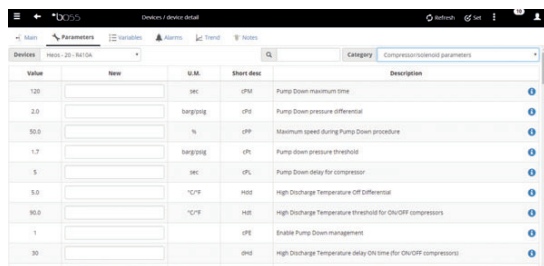 boss Devices / device detail Refresh Set 16
Main Parameters Variables Alarms Trend Notes
Devices Heos - 20 - R410A Category Compressor/solenoid parameters
Value New U.M. Short desc Description
120 sec cPM Pump Down maximum time
2.0 barg/psig cPd Pump Down pressure differential
50.0 % cPP Maximum speed during Pump Down procedure
1.7 barg/psig cPt Pump down pressure threshold
5 sec cPL Pump Down delay for compressor
5.0 °C/°F Hdd High Discharge Temperature Off Differential
90.0 °C/°F Hdt High Discharge Temperature threshold for ON/OFF compressors
1 cPE Enable Pump Down management
30 dHd High Discharge Temperature delay ON time (for ON/OFF compressors)